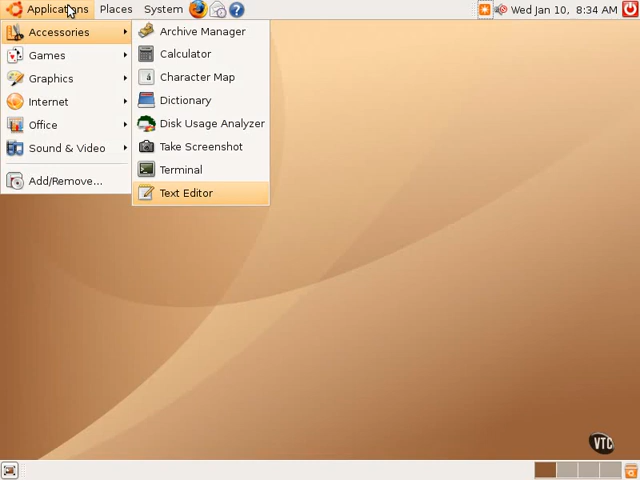 Applications Places System Wed Jan 10, 8:34 AM
Accessories
Games
Graphics
Internet
Office
Sound & Video
Add/Remove...
Archive Manager
Calculator
Character Map
Dictionary
Disk Usage Analyzer
Take Screenshot
Terminal
Text Editor
VTC